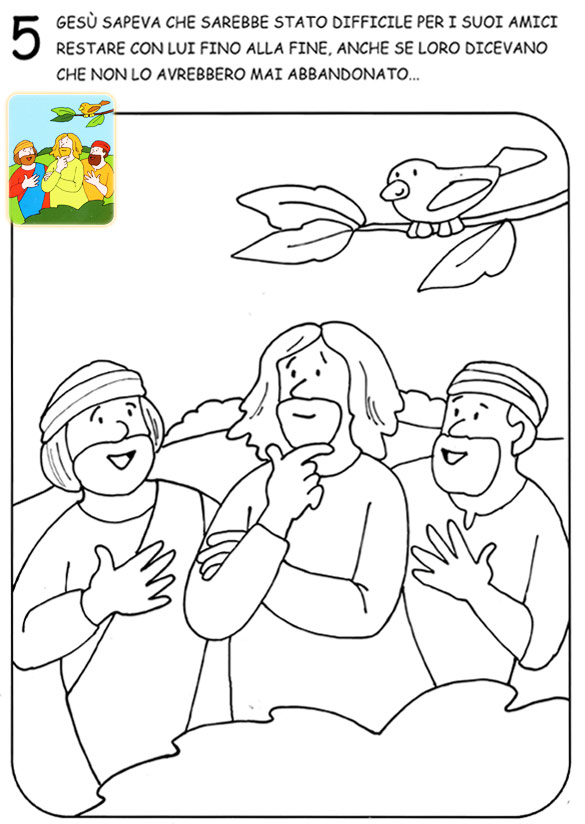 5
GESÙ SAPEVA CHE SAREBBE STATO DIFFICILE PER I SUOI AMICI
RESTARE CON LUI FINO ALLA FINE, ANCHE SE LORO DICEVANO
CHE NON LO AVREBBERO MAI ABBANDONATO...